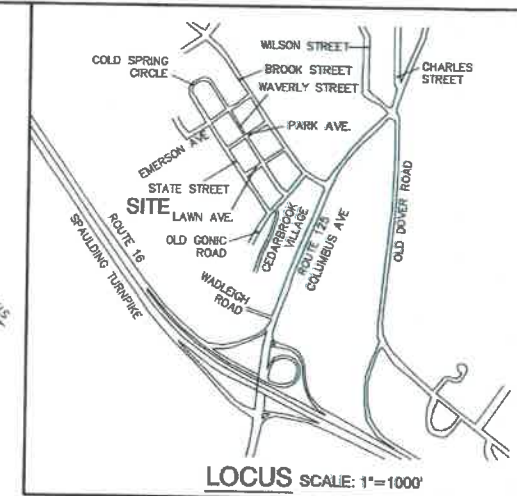 WILSON STREET
COLD SPRING
CIRCLE
BROOK STREET
CHARLES
STREET
WAVERLY STREET
PARK AVE.
EMERSON AVE
STATE STREET
SITE
LAWN AVE.
OLD GONIC
ROAD
CEDARBROOK
VILLAGE
ROUTE 125
COLUMBUS AVE
OLD DOVER ROAD
ROUTE 16
SPAULDING TURNPIKE
WADLEIGH
ROAD
LOCUS SCALE: 1"=1000'